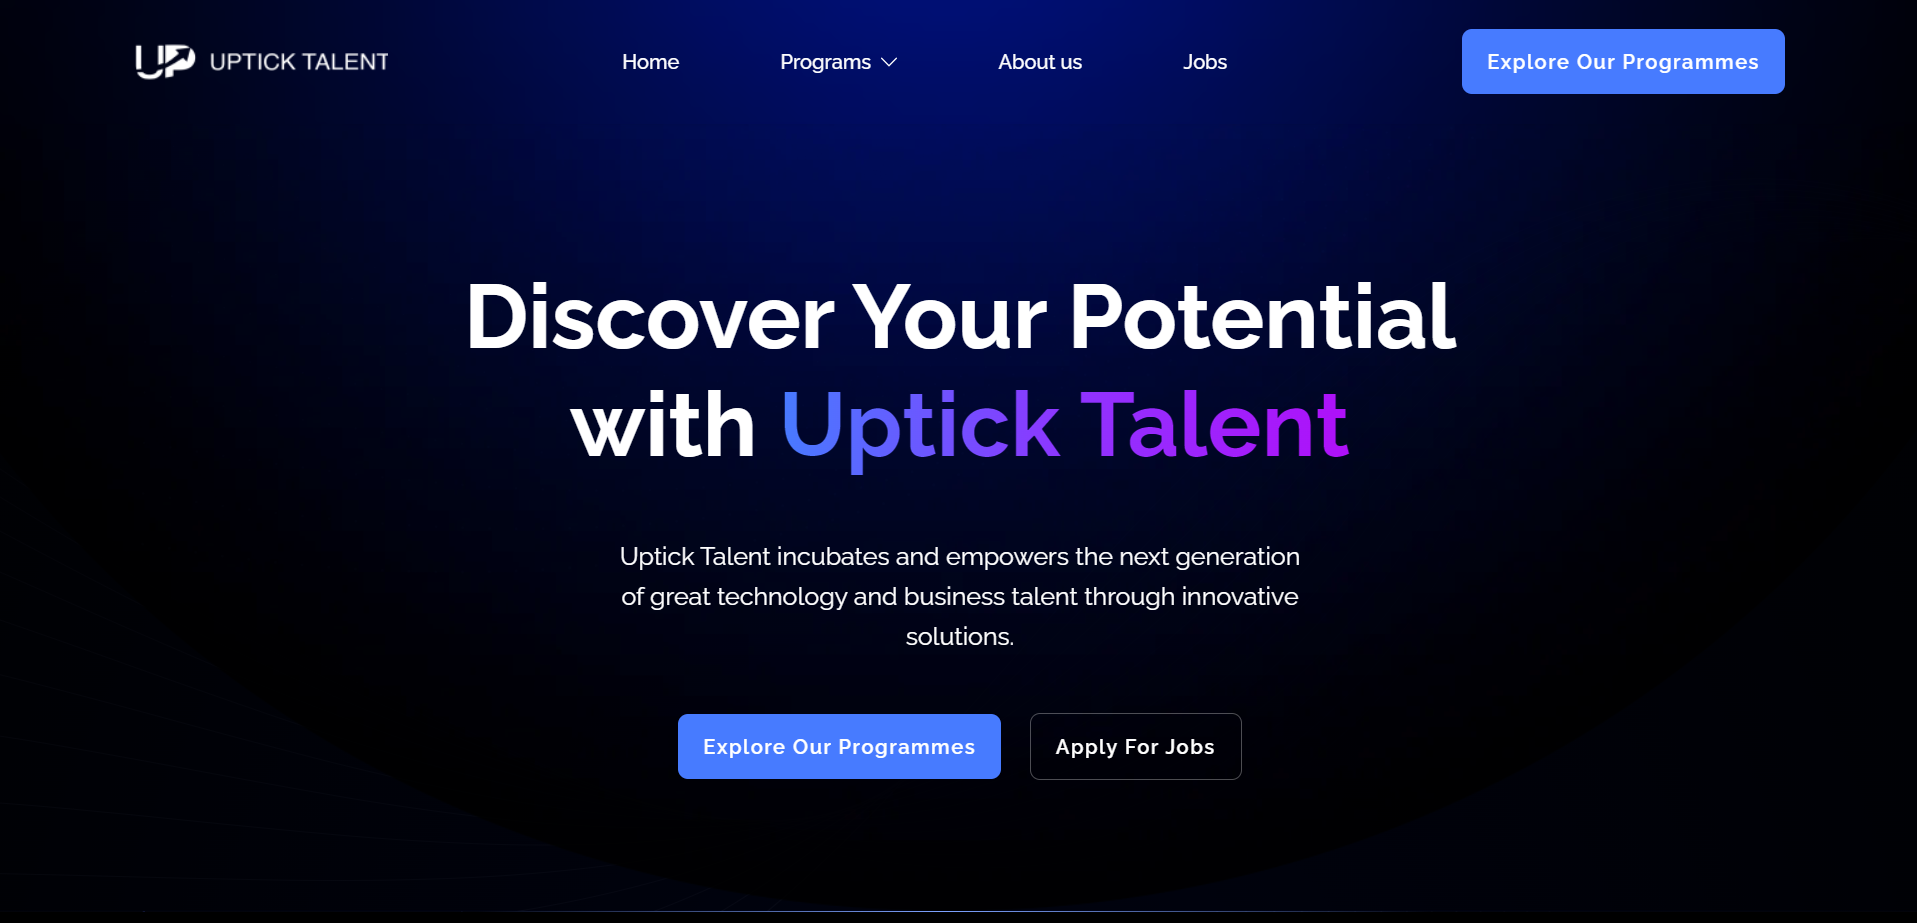 UP UPTICK TALENT
Home
Programs
About us
Jobs
Explore Our Programmes
Discover Your Potential
with Uptick Talent
Uptick Talent incubates and empowers the next generation
of great technology and business talent through innovative
solutions.
Explore Our Programmes
Apply For Jobs